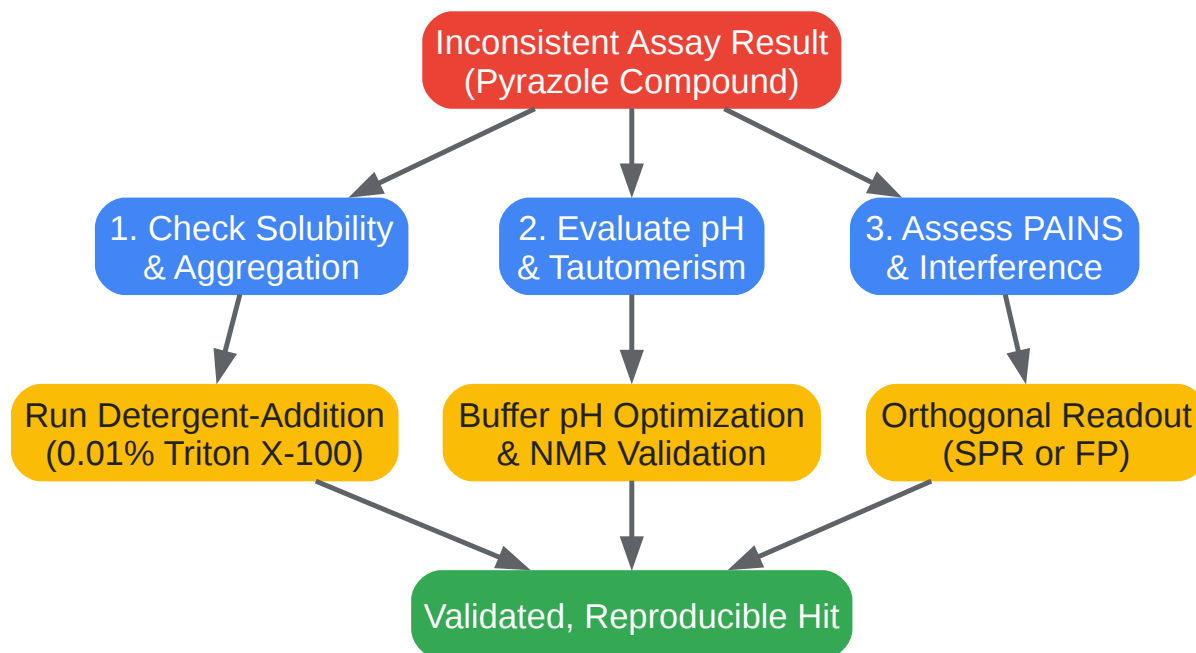 Inconsistent Assay Result
(Pyrazole Compound)
1. Check Solubility
& Aggregation
2. Evaluate pH
& Tautomerism
3. Assess PAINS
& Interference
Run Detergent-Addition
(0.01% Triton X-100)
Buffer pH Optimization
& NMR Validation
Orthogonal Readout
(SPR or FP)
Validated, Reproducible Hit